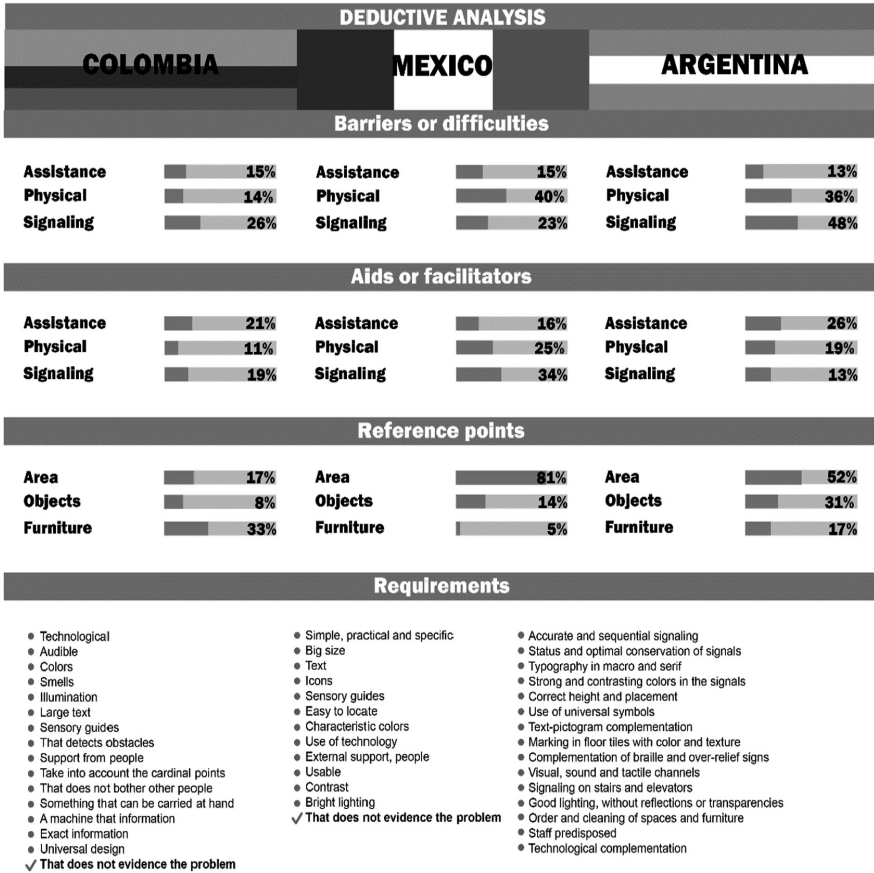 DEDUCTIVE ANALYSIS
COLOMBIA MEXICO ARGENTINA
Barriers or difficulties
Assistance 15% Assistance 15% Assistance 13%
Physical 14% Physical 40% Physical 36%
Signaling 26% Signaling 23% Signaling 48%
Aids or facilitators
Assistance 21% Assistance 16% Assistance 26%
Physical 11% Physical 25% Physical 19%
Signaling 19% Signaling 34% Signaling 13%
Reference points
Area 17% Area 81% Area 52%
Objects 8% Objects 14% Objects 31%
Furniture 33% Furniture 5% Furniture 17%
Requirements
Technological
Audible
Colors
Smells
Illumination
Large text
Sensory guides
That detects obstacles
Support from people
Take into account the cardinal points
That does not bother other people
Something that can be carried at hand
A machine that information
Exact information
Universal design
That does not evidence the problem
Simple, practical and specific
Big size
Text
Icons
Sensory guides
Easy to locate
Characteristic colors
Use of technology
External support, people
Usable
Contrast
Bright lighting
That does not evidence the problem
Accurate and sequential signaling
Status and optimal conservation of signals
Typography in macro and serif
Strong and contrasting colors in the signals
Correct height and placement
Use of universal symbols
Text-pictogram complementation
Marking in floor tiles with color and texture
Complementation of braille and over-relief signs
Visual, sound and tactile channels
Signaling on stairs and elevators
Good lighting, without reflections or transparencies
Order and cleaning of spaces and furniture
Staff predisposed
Technological complementation